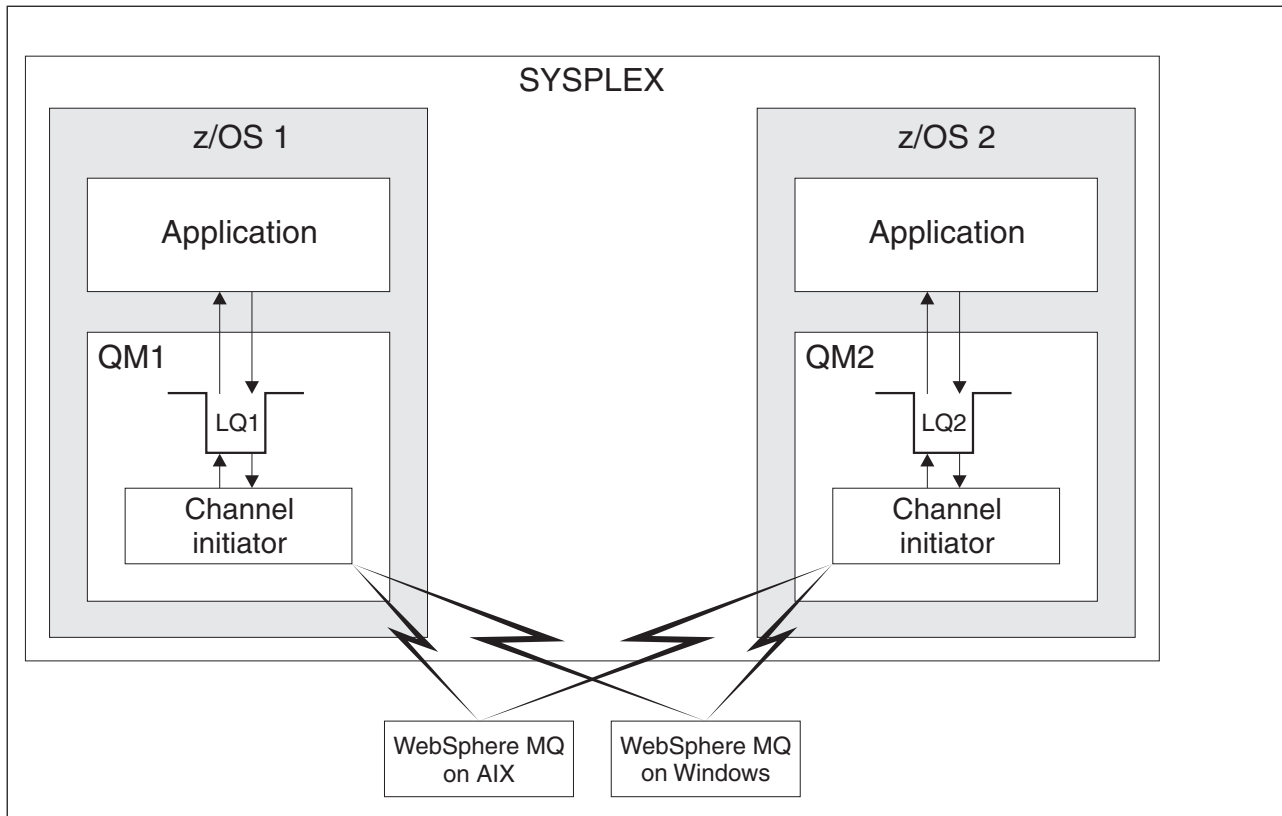 SYSPLEX
z/OS 1
Application
QM1
LQ1
Channel
initiator
z/OS 2
Application
QM2
LQ2
Channel
initiator
WebSphere MQ
on AIX
WebSphere MQ
on Windows